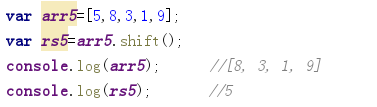 var arr5=[5,8,3,1,9];
var rs5=arr5.shift();
console.log(arr5); //[8, 3, 1, 9]
console.log(rs5); //5